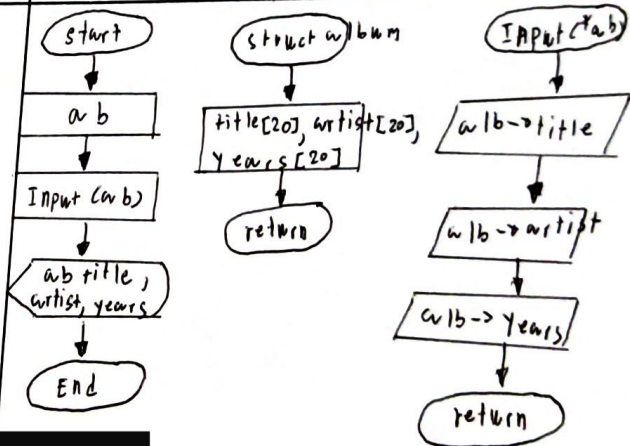 start
ab
Input (ab)
ab title,
artist, years
End
struct album
title[20], artist[20],
years[20]
return
Input (*ab)
alb->title
alb->artist
alb->years
return